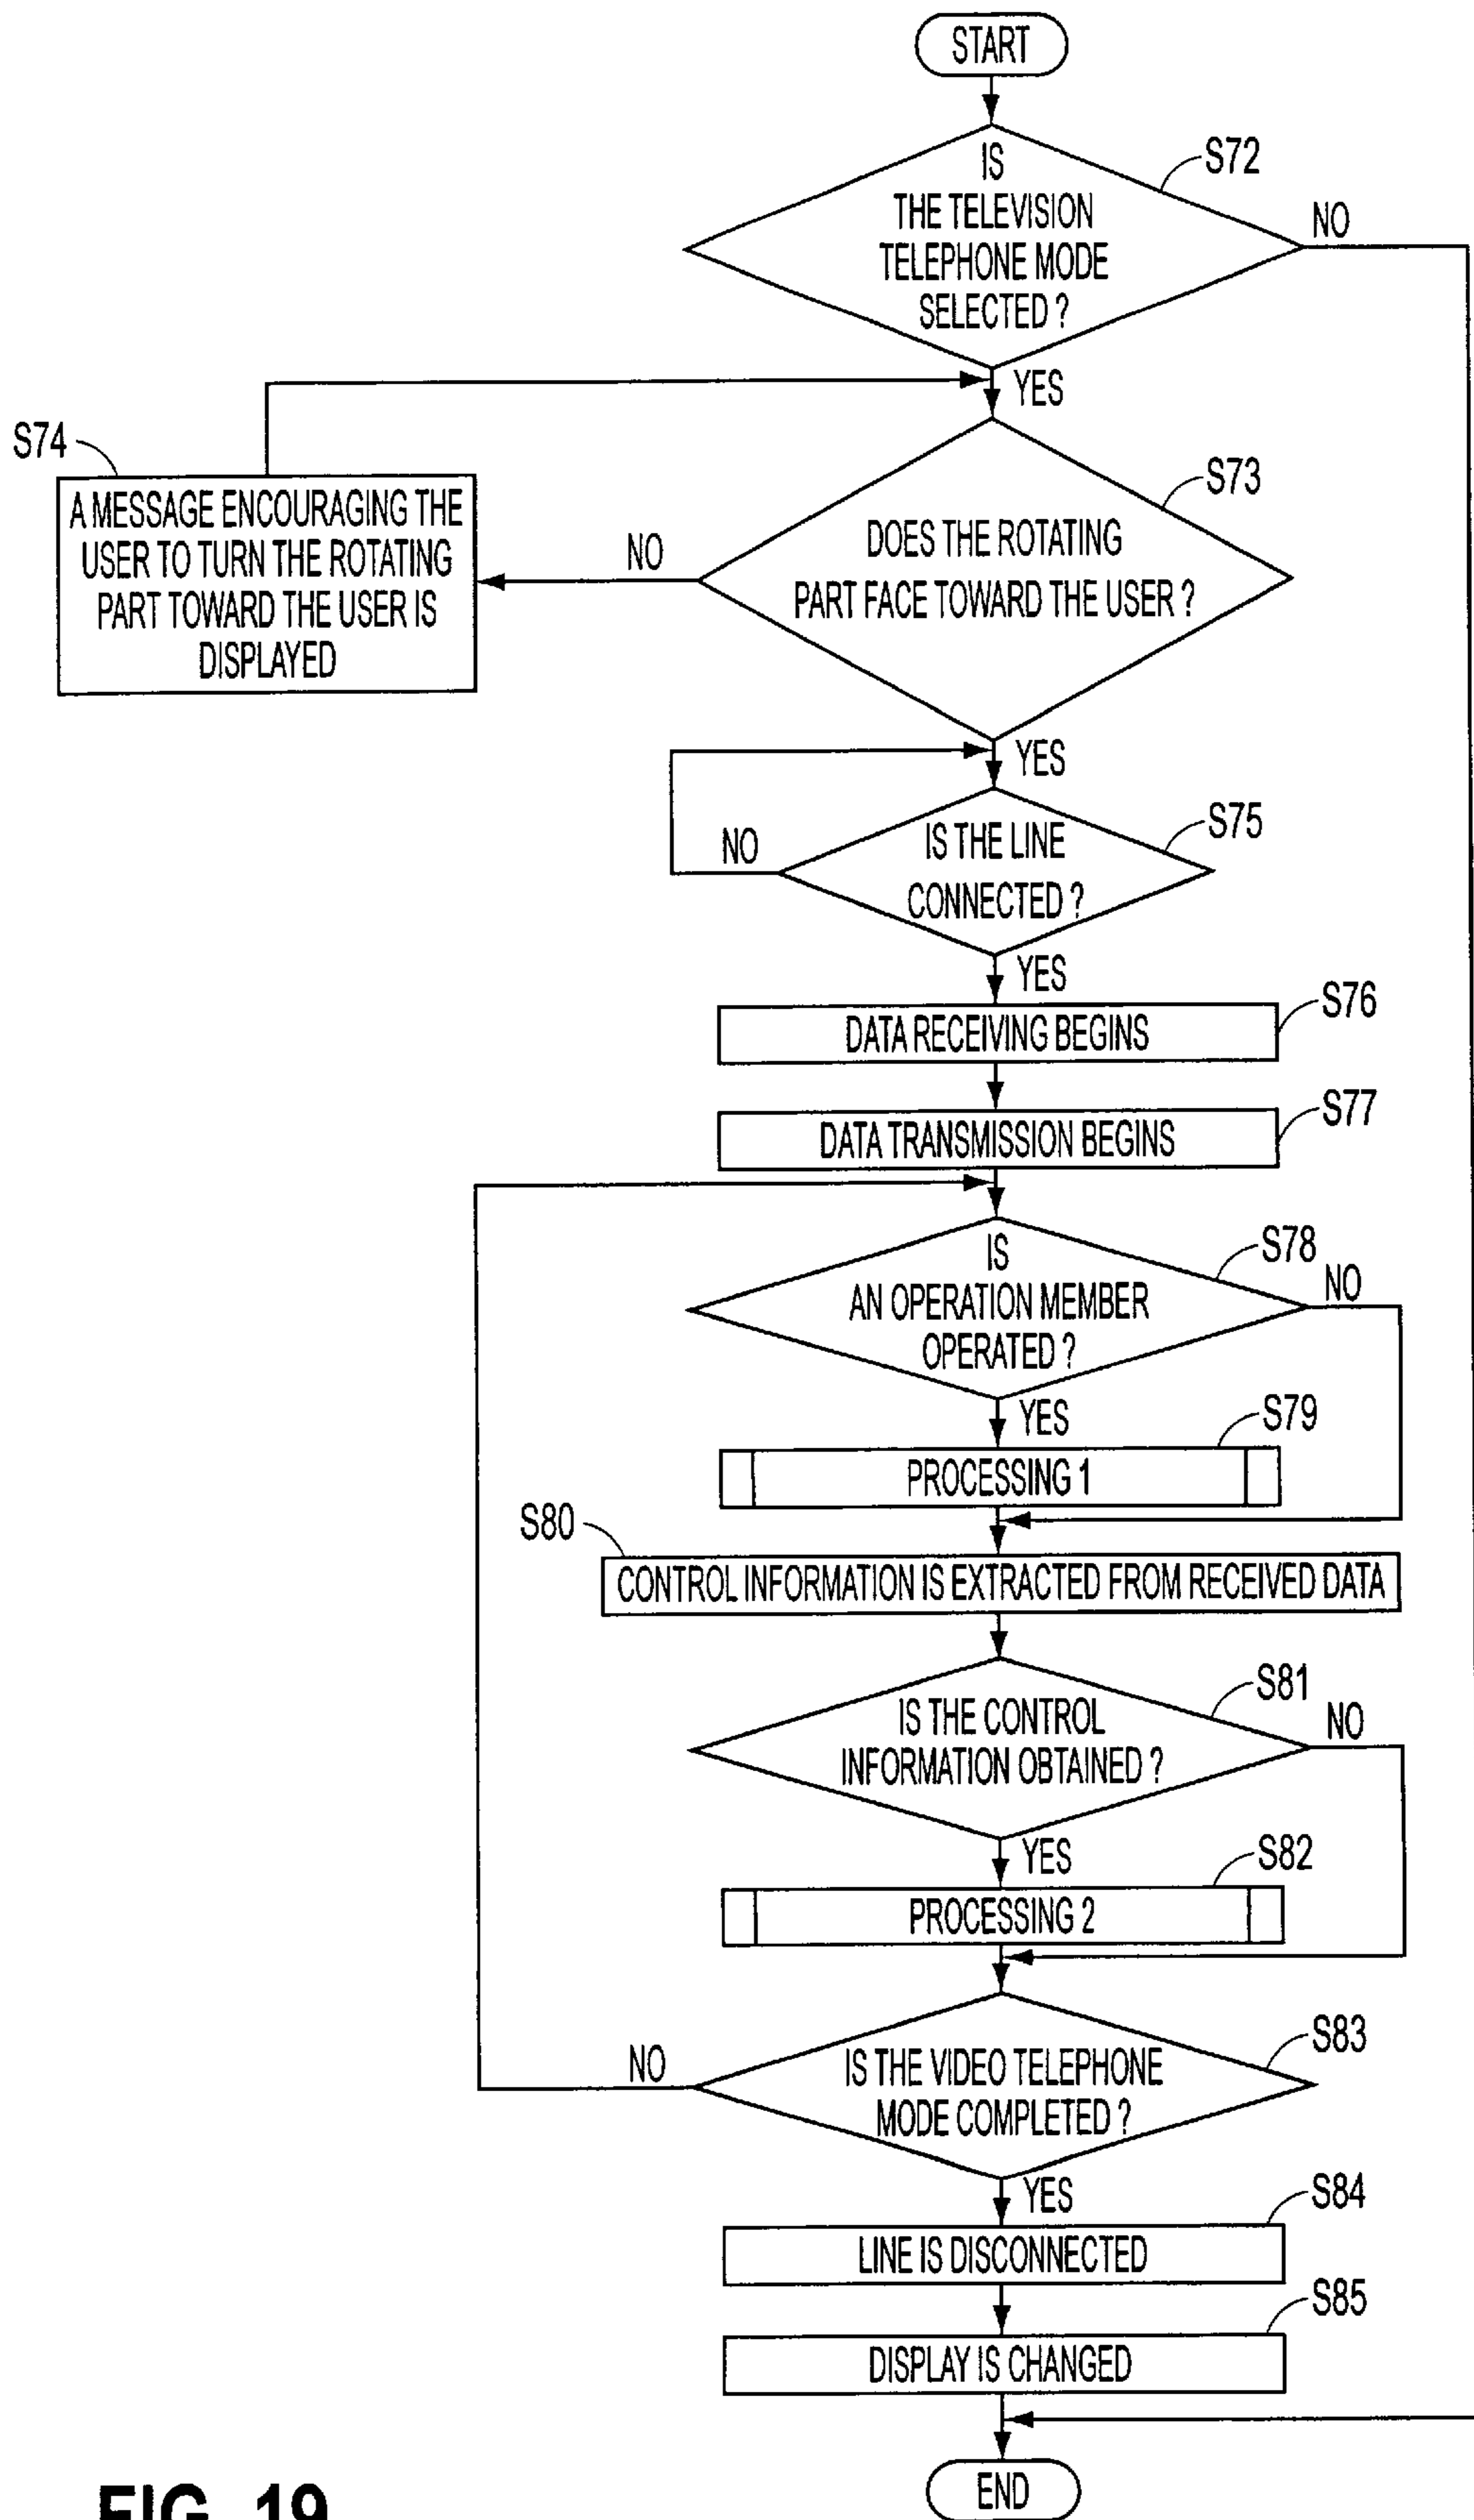 START
IS
THE TELEVISION
TELEPHONE MODE
SELECTED ?
S72
NO
YES
S74
A MESSAGE ENCOURAGING THE
USER TO TURN THE ROTATING
PART TOWARD THE USER IS
DISPLAYED
NO
DOES THE ROTATING
PART FACE TOWARD THE USER ?
S73
YES
NO
IS THE LINE
CONNECTED ?
S75
YES
DATA RECEIVING BEGINS
S76
DATA TRANSMISSION BEGINS
S77
IS
AN OPERATION MEMBER
OPERATED ?
S78
NO
YES
PROCESSING 1
S79
S80
CONTROL INFORMATION IS EXTRACTED FROM RECEIVED DATA
IS THE CONTROL
INFORMATION OBTAINED ?
S81
NO
YES
PROCESSING 2
S82
NO
IS THE VIDEO TELEPHONE
MODE COMPLETED ?
S83
YES
LINE IS DISCONNECTED
S84
DISPLAY IS CHANGED
S85
END
FIG. 19